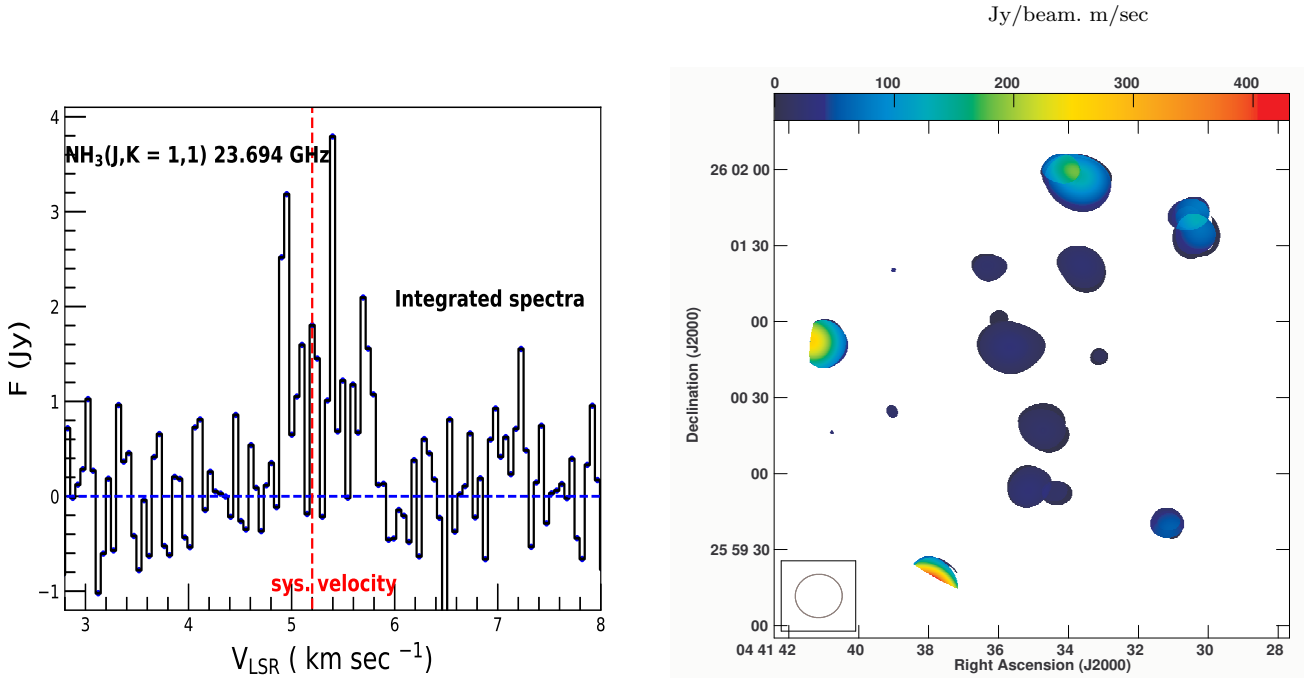 Jy/beam. m/sec
4
3
2
1
0
−1
F (Jy)
NH₃(J,K = 1,1) 23.694 GHz
Integrated spectra
sys. velocity
3 4 5 6 7 8
V_LSR ( km sec ⁻¹)
0 100 200 300 400
26 02 00
01 30
00
00 30
00
25 59 30
00
Declination (J2000)
04 41 42 40 38 36 34 32 30 28
Right Ascension (J2000)